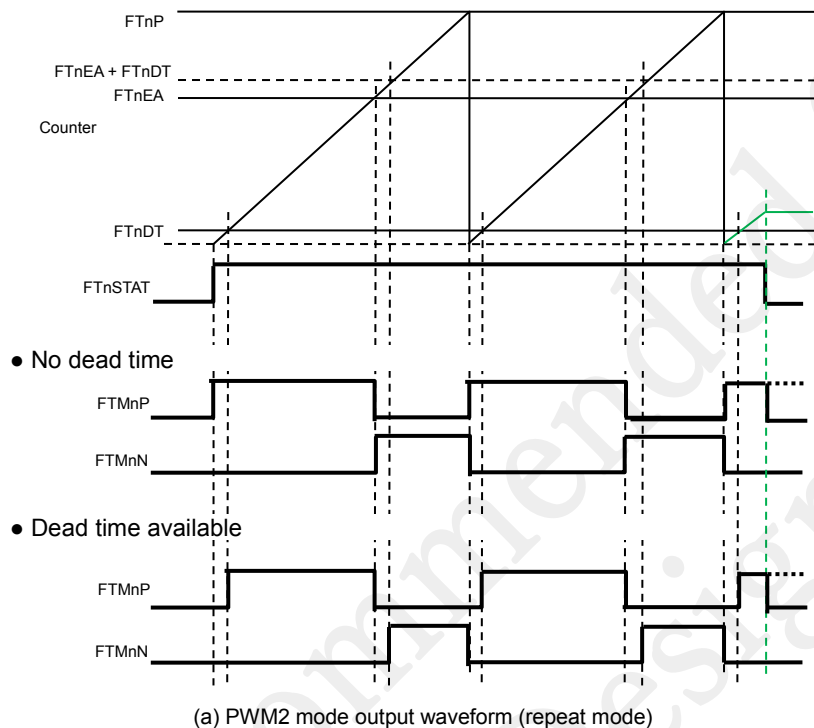 FTnP
FTnEA + FTnDT
FTnEA
Counter
FTnDT
FTnSTAT
● No dead time
FTMnP
FTMnN
● Dead time available
FTMnP
FTMnN
(a) PWM2 mode output waveform (repeat mode)